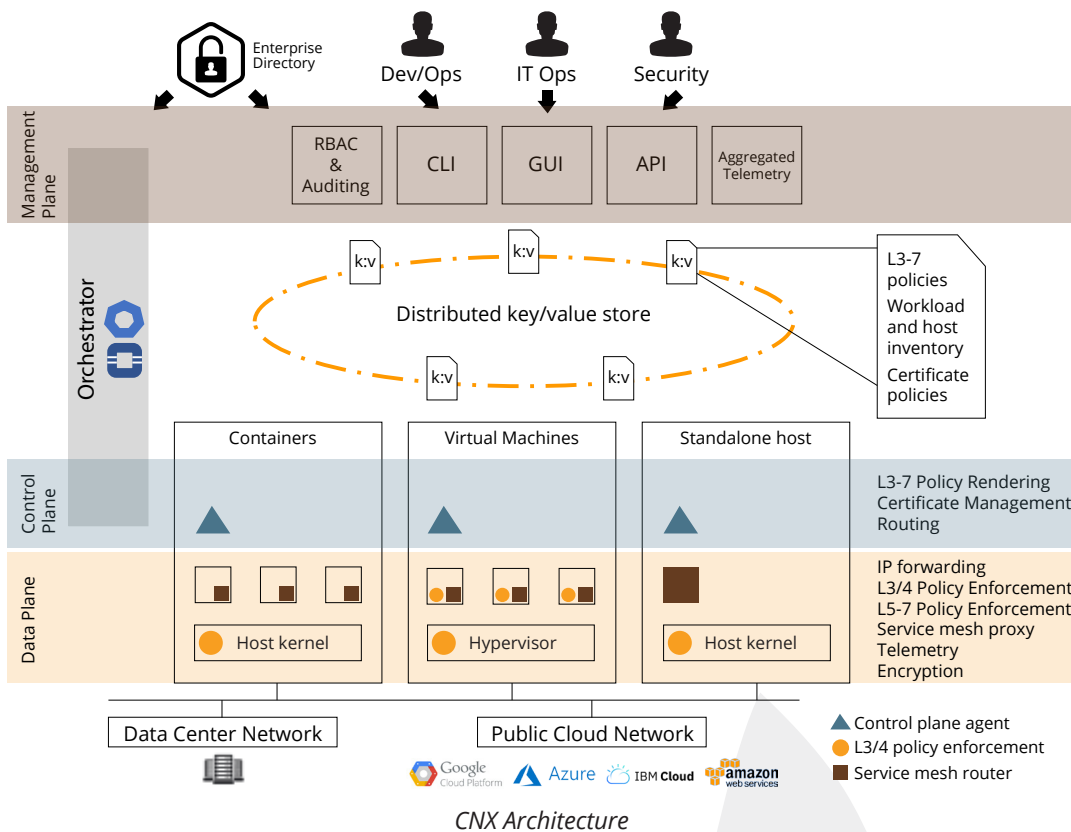 Enterprise
Directory
Dev/Ops
IT Ops
Security
Management
Plane
RBAC
&
Auditing
CLI
GUI
API
Aggregated
Telemetry
Orchestrator
k:v
k:v
k:v
Distributed key/value store
k:v
k:v
L3-7
policies
Workload
and host
inventory
Certificate
policies
Containers
Virtual Machines
Standalone host
Control
Plane
L3-7 Policy Rendering
Certificate Management
Routing
Data Plane
Host kernel
Hypervisor
Host kernel
IP forwarding
L3/4 Policy Enforcement
L5-7 Policy Enforcement
Service mesh proxy
Telemetry
Encryption
Data Center Network
Public Cloud Network
Google
Cloud Platform
Azure
IBM Cloud
amazon
web services
Control plane agent
L3/4 policy enforcement
Service mesh router
CNX Architecture